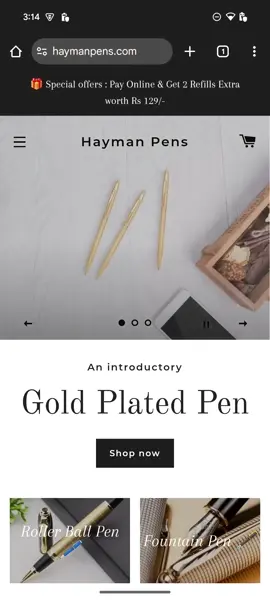 3:14
haymanpens.com
1
🎁 Special offers : Pay Online & Get 2 Refills Extra
worth Rs 129/-
Hayman Pens
An introductory
Gold Plated Pen
Shop now
Roller Ball Pen
Fountain Pen